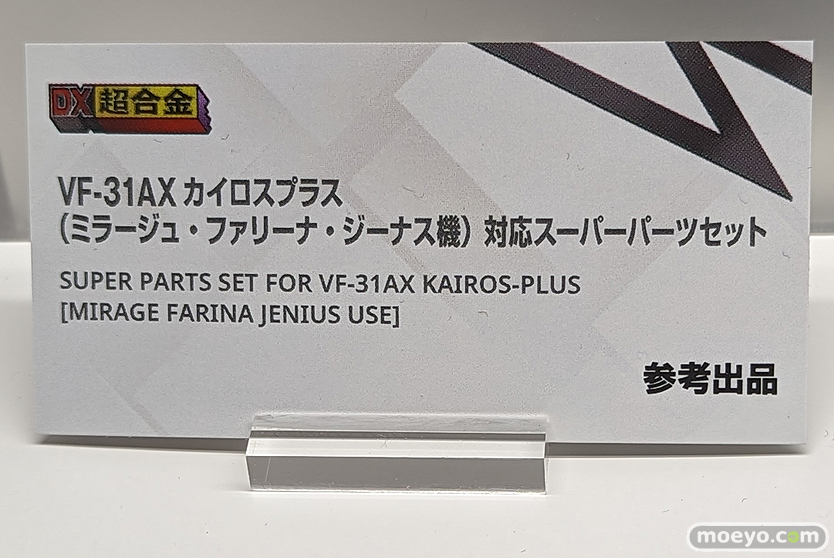 DX超合金
VF-31AX カイロスプラス
（ミラージュ・ファリーナ・ジーナス機）対応スーパーパーツセット
SUPER PARTS SET FOR VF-31AX KAIROS-PLUS
[MIRAGE FARINA JENIUS USE]
参考出品
moeyo.com